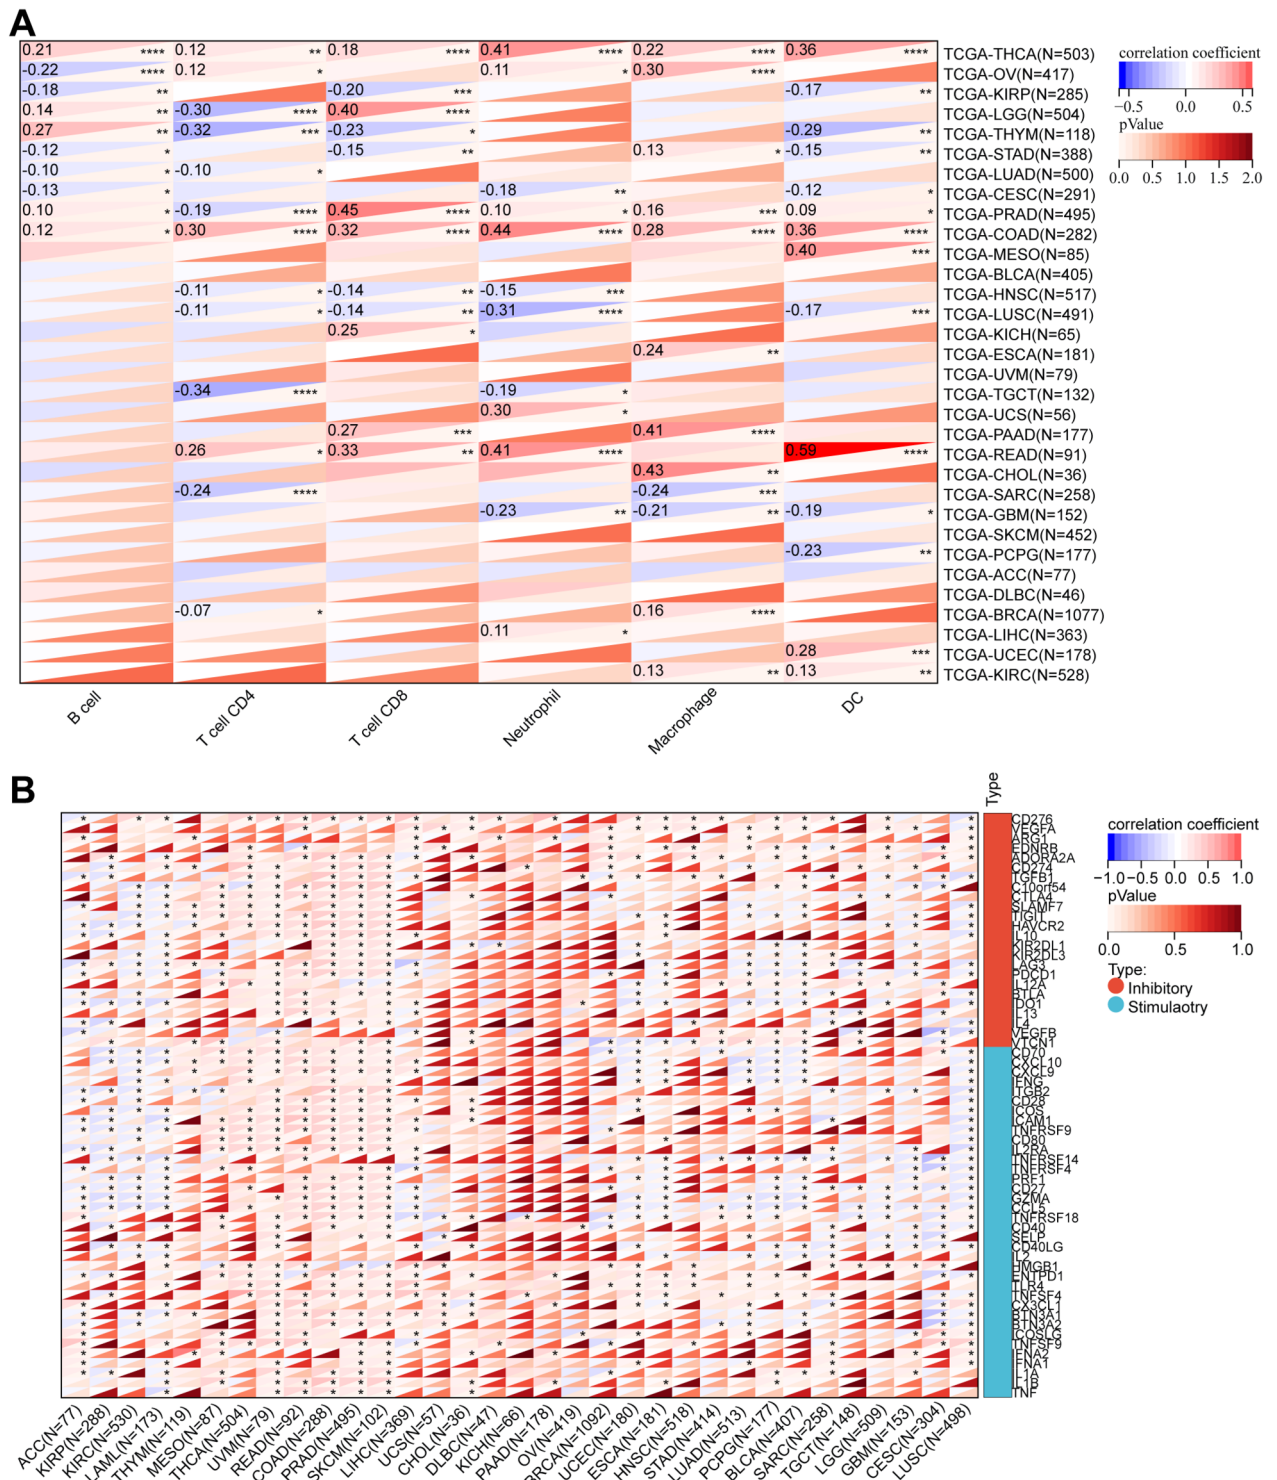 A
0.21 **** 0.12 ** 0.18 **** 0.41 **** 0.22 **** 0.36 **** TCGA-THCA(N=503)
-0.22 **** 0.12 * 0.11 * 0.30 **** TCGA-OV(N=417)
-0.18 ** -0.20 *** -0.17 ** TCGA-KIRP(N=285)
0.14 ** -0.30 **** 0.40 **** TCGA-LGG(N=504)
0.27 ** -0.32 *** -0.23 * -0.29 ** TCGA-THYM(N=118)
-0.12 * -0.15 ** 0.13 * -0.15 ** TCGA-STAD(N=388)
-0.10 * -0.10 * TCGA-LUAD(N=500)
-0.13 * -0.18 ** -0.12 * TCGA-CESC(N=291)
0.10 * -0.19 **** 0.45 **** 0.10 * 0.16 *** 0.09 * TCGA-PRAD(N=495)
0.12 * 0.30 **** 0.32 **** 0.44 **** 0.28 **** 0.36 **** TCGA-COAD(N=282)
0.40 *** TCGA-MESO(N=85)
TCGA-BLCA(N=405)
-0.11 * -0.14 ** -0.15 *** TCGA-HNSC(N=517)
-0.11 * -0.14 ** -0.31 **** -0.17 *** TCGA-LUSC(N=491)
0.25 * TCGA-KICH(N=65)
0.24 ** TCGA-ESCA(N=181)
TCGA-UVM(N=79)
-0.34 **** -0.19 * TCGA-TGCT(N=132)
0.30 * TCGA-UCS(N=56)
0.27 *** 0.41 **** TCGA-PAAD(N=177)
0.26 * 0.33 ** 0.41 **** 0.59 **** TCGA-READ(N=91)
0.43 ** TCGA-CHOL(N=36)
-0.24 **** -0.24 *** TCGA-SARC(N=258)
-0.23 ** -0.21 ** -0.19 * TCGA-GBM(N=152)
TCGA-SKCM(N=452)
-0.23 ** TCGA-PCPG(N=177)
TCGA-ACC(N=77)
TCGA-DLBC(N=46)
-0.07 * 0.16 **** TCGA-BRCA(N=1077)
0.11 * TCGA-LIHC(N=363)
0.28 *** TCGA-UCEC(N=178)
0.13 ** 0.13 ** TCGA-KIRC(N=528)
B cell T cell CD4 T cell CD8 Neutrophil Macrophage DC
correlation coefficient
-0.5 0.0 0.5
pValue
0.0 0.5 1.0 1.5 2.0
B
Type
CD276
VEGFA
ARG1
EDNRB
ADORA2A
CD274
TGFB1
C10orf54
CTLA4
SLAMF7
TIGIT
HAVCR2
IL10
KIR2DL1
KIR2DL3
LAG3
PDCD1
IL12A
BTLA
IDO1
IL13
IL4
VEGFB
VTCN1
CD70
CXCL10
CXCL9
IFNG
ITGB2
CD28
ICOS
ICAM1
TNFRSF9
CD80
IL2RA
TNFRSF14
TNFRSF4
PRF1
CD27
GZMA
CCL5
TNFRSF18
CD40
SELP
CD40LG
IL2
HMGB1
ENTPD1
TLR4
TNFSF4
CX3CL1
BTN3A1
BTN3A2
ICOSLG
TNFSF9
IFNA2
IFNA1
IL1A
IL1B
TNF
ACC(N=77)
KIRP(N=288)
KIRC(N=530)
LAML(N=173)
THYM(N=119)
MESO(N=87)
THCA(N=504)
UVM(N=79)
READ(N=92)
COAD(N=288)
PRAD(N=495)
SKCM(N=102)
LIHC(N=369)
UCS(N=57)
CHOL(N=36)
DLBC(N=47)
KICH(N=66)
PAAD(N=178)
OV(N=419)
BRCA(N=1092)
UCEC(N=180)
ESCA(N=181)
HNSC(N=518)
STAD(N=414)
LUAD(N=513)
PCPG(N=177)
BLCA(N=407)
SARC(N=258)
TGCT(N=148)
LGG(N=509)
GBM(N=153)
CESC(N=304)
LUSC(N=498)
correlation coefficient
-1.0 -0.5 0.0 0.5 1.0
pValue
0.0 0.5 1.0
Type:
Inhibitory
Stimulaotry